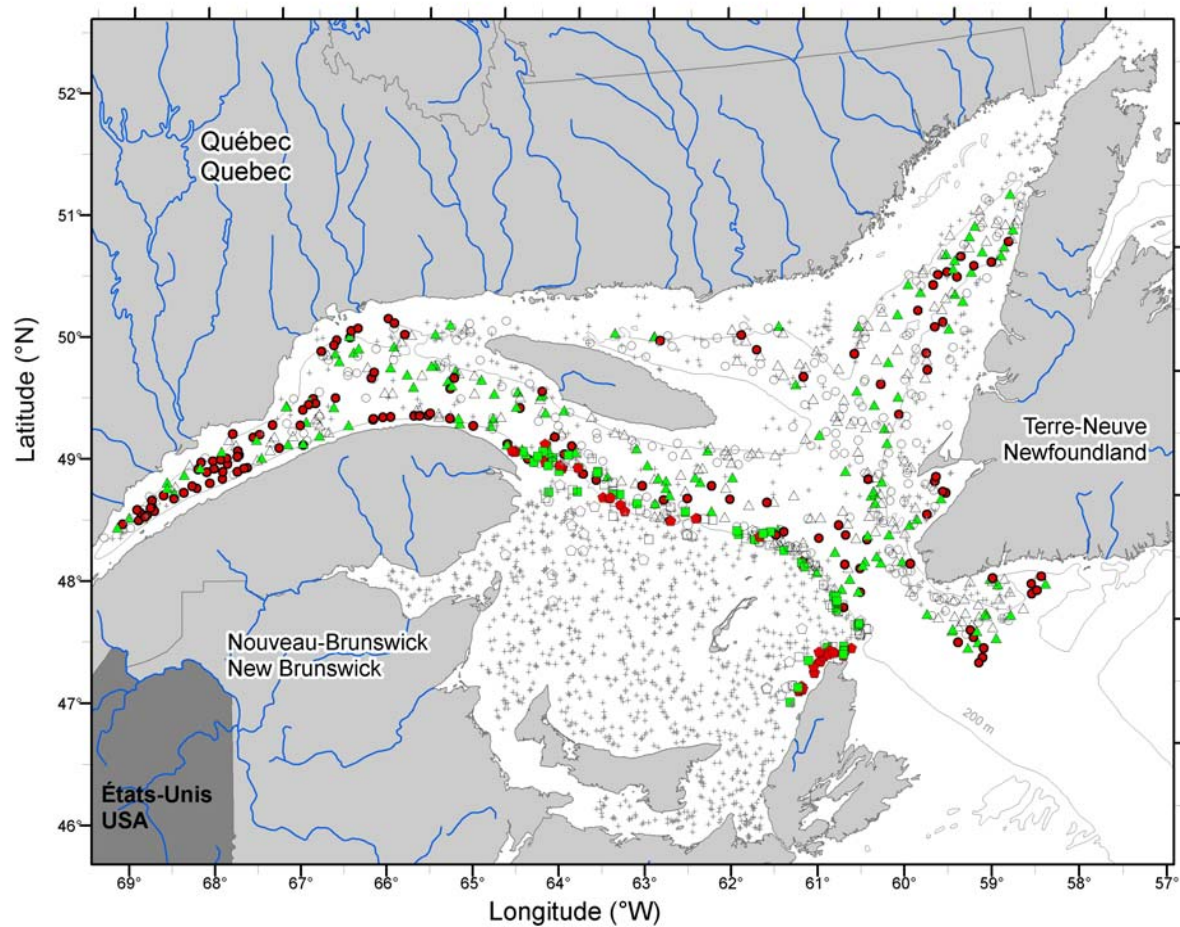 Québec
Quebec
Terre-Neuve
Newfoundland
Nouveau-Brunswick
New Brunswick
États-Unis
USA
200 m
52°
51°
50°
49°
48°
47°
46°
Latitude (°N)
69° 68° 67° 66° 65° 64° 63° 62° 61° 60° 59° 58° 57°
Longitude (°W)